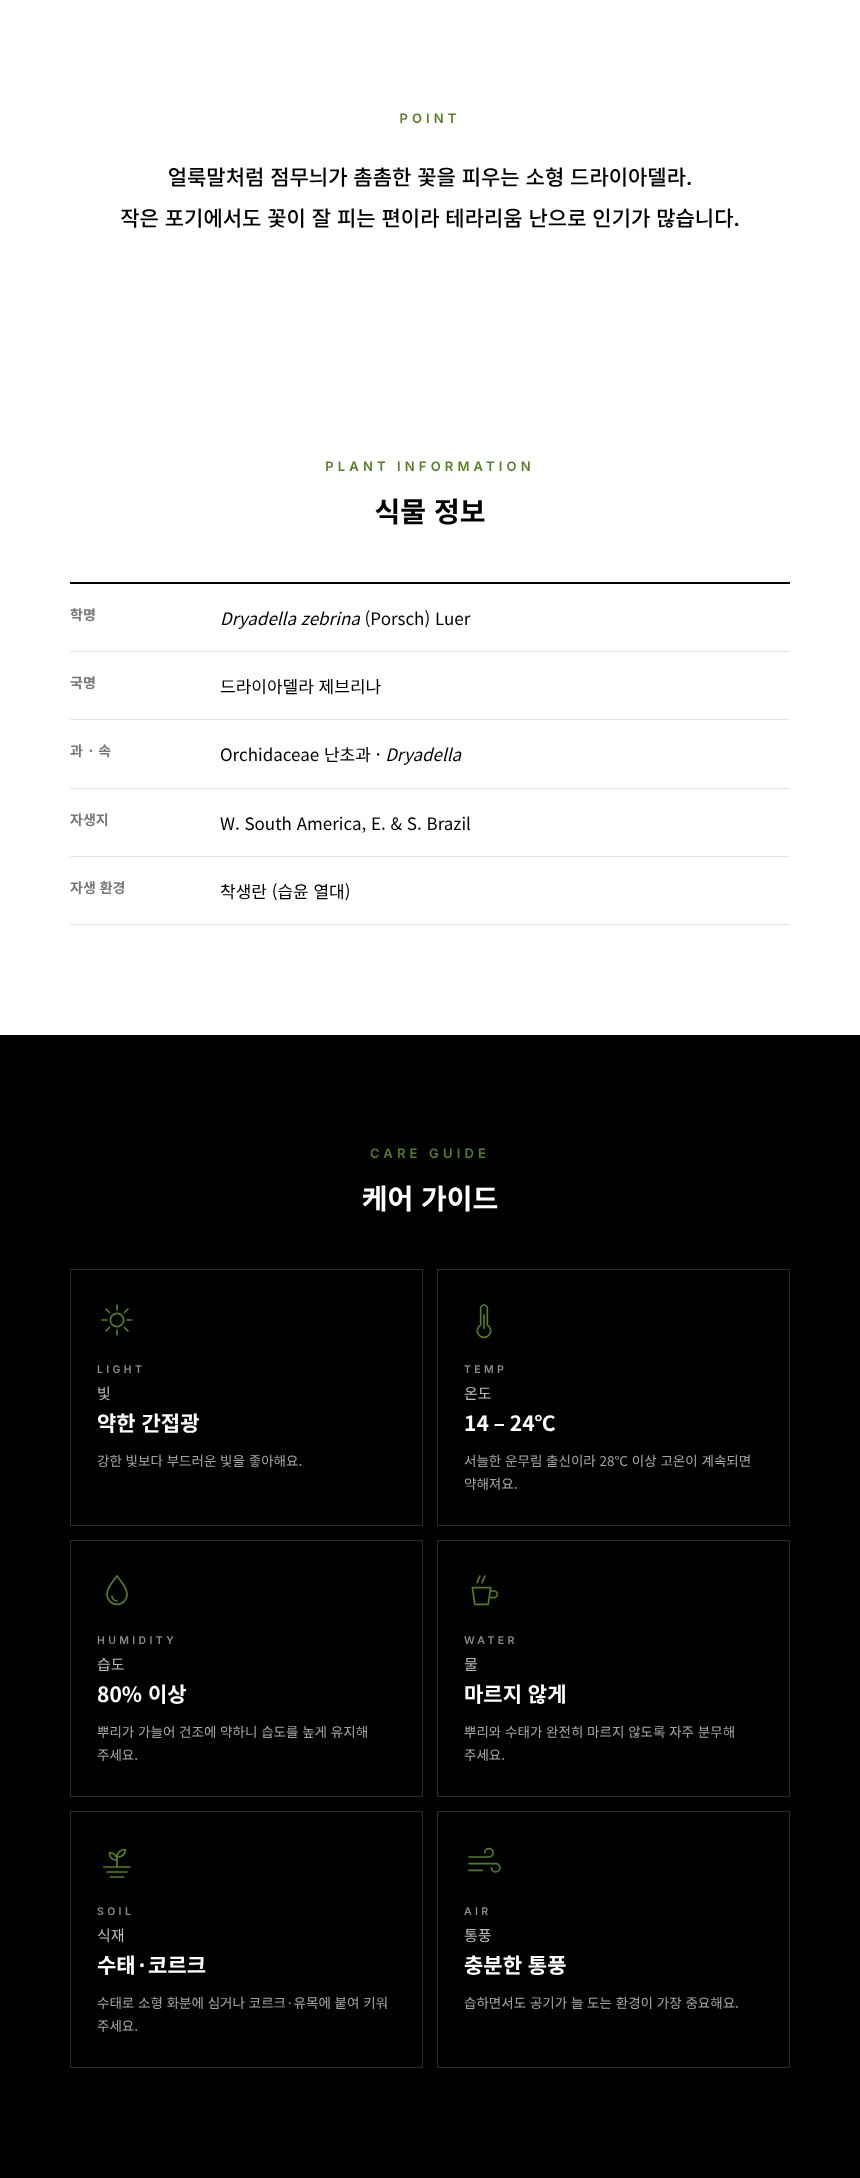 POINT
얼룩말처럼 점무늬가 촘촘한 꽃을 피우는 소형 드라이아델라.
작은 포기에서도 꽃이 잘 피는 편이라 테라리움 난으로 인기가 많습니다.
PLANT INFORMATION
식물 정보
학명
Dryadella zebrina (Porsch) Luer
국명
드라이아델라 제브리나
과 · 속
Orchidaceae 난초과 · Dryadella
자생지
W. South America, E. & S. Brazil
자생 환경
착생란 (습윤 열대)
CARE GUIDE
케어 가이드
LIGHT
빛
약한 간접광
강한 빛보다 부드러운 빛을 좋아해요.
TEMP
온도
14 – 24℃
서늘한 운무림 출신이라 28℃ 이상 고온이 계속되면
약해져요.
HUMIDITY
습도
80% 이상
뿌리가 가늘어 건조에 약하니 습도를 높게 유지해
주세요.
WATER
물
마르지 않게
뿌리와 수태가 완전히 마르지 않도록 자주 분무해
주세요.
SOIL
식재
수태·코르크
수태로 소형 화분에 심거나 코르크·유목에 붙여 키워
주세요.
AIR
통풍
충분한 통풍
습하면서도 공기가 늘 도는 환경이 가장 중요해요.